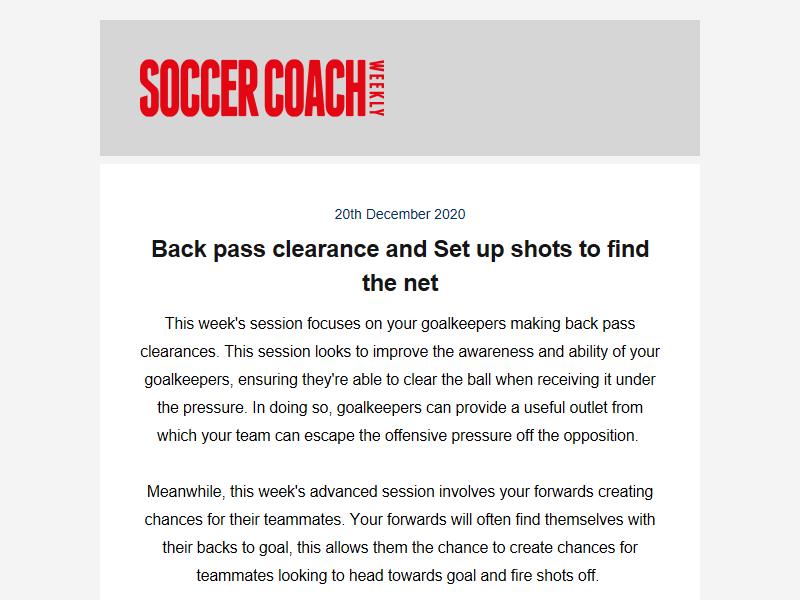 SOCCER COACH WEEKLY
20th December 2020
Back pass clearance and Set up shots to find
the net
This week's session focuses on your goalkeepers making back pass
clearances. This session looks to improve the awareness and ability of your
goalkeepers, ensuring they're able to clear the ball when receiving it under
the pressure. In doing so, goalkeepers can provide a useful outlet from
which your team can escape the offensive pressure off the opposition.
Meanwhile, this week's advanced session involves your forwards creating
chances for their teammates. Your forwards will often find themselves with
their backs to goal, this allows them the chance to create chances for
teammates looking to head towards goal and fire shots off.